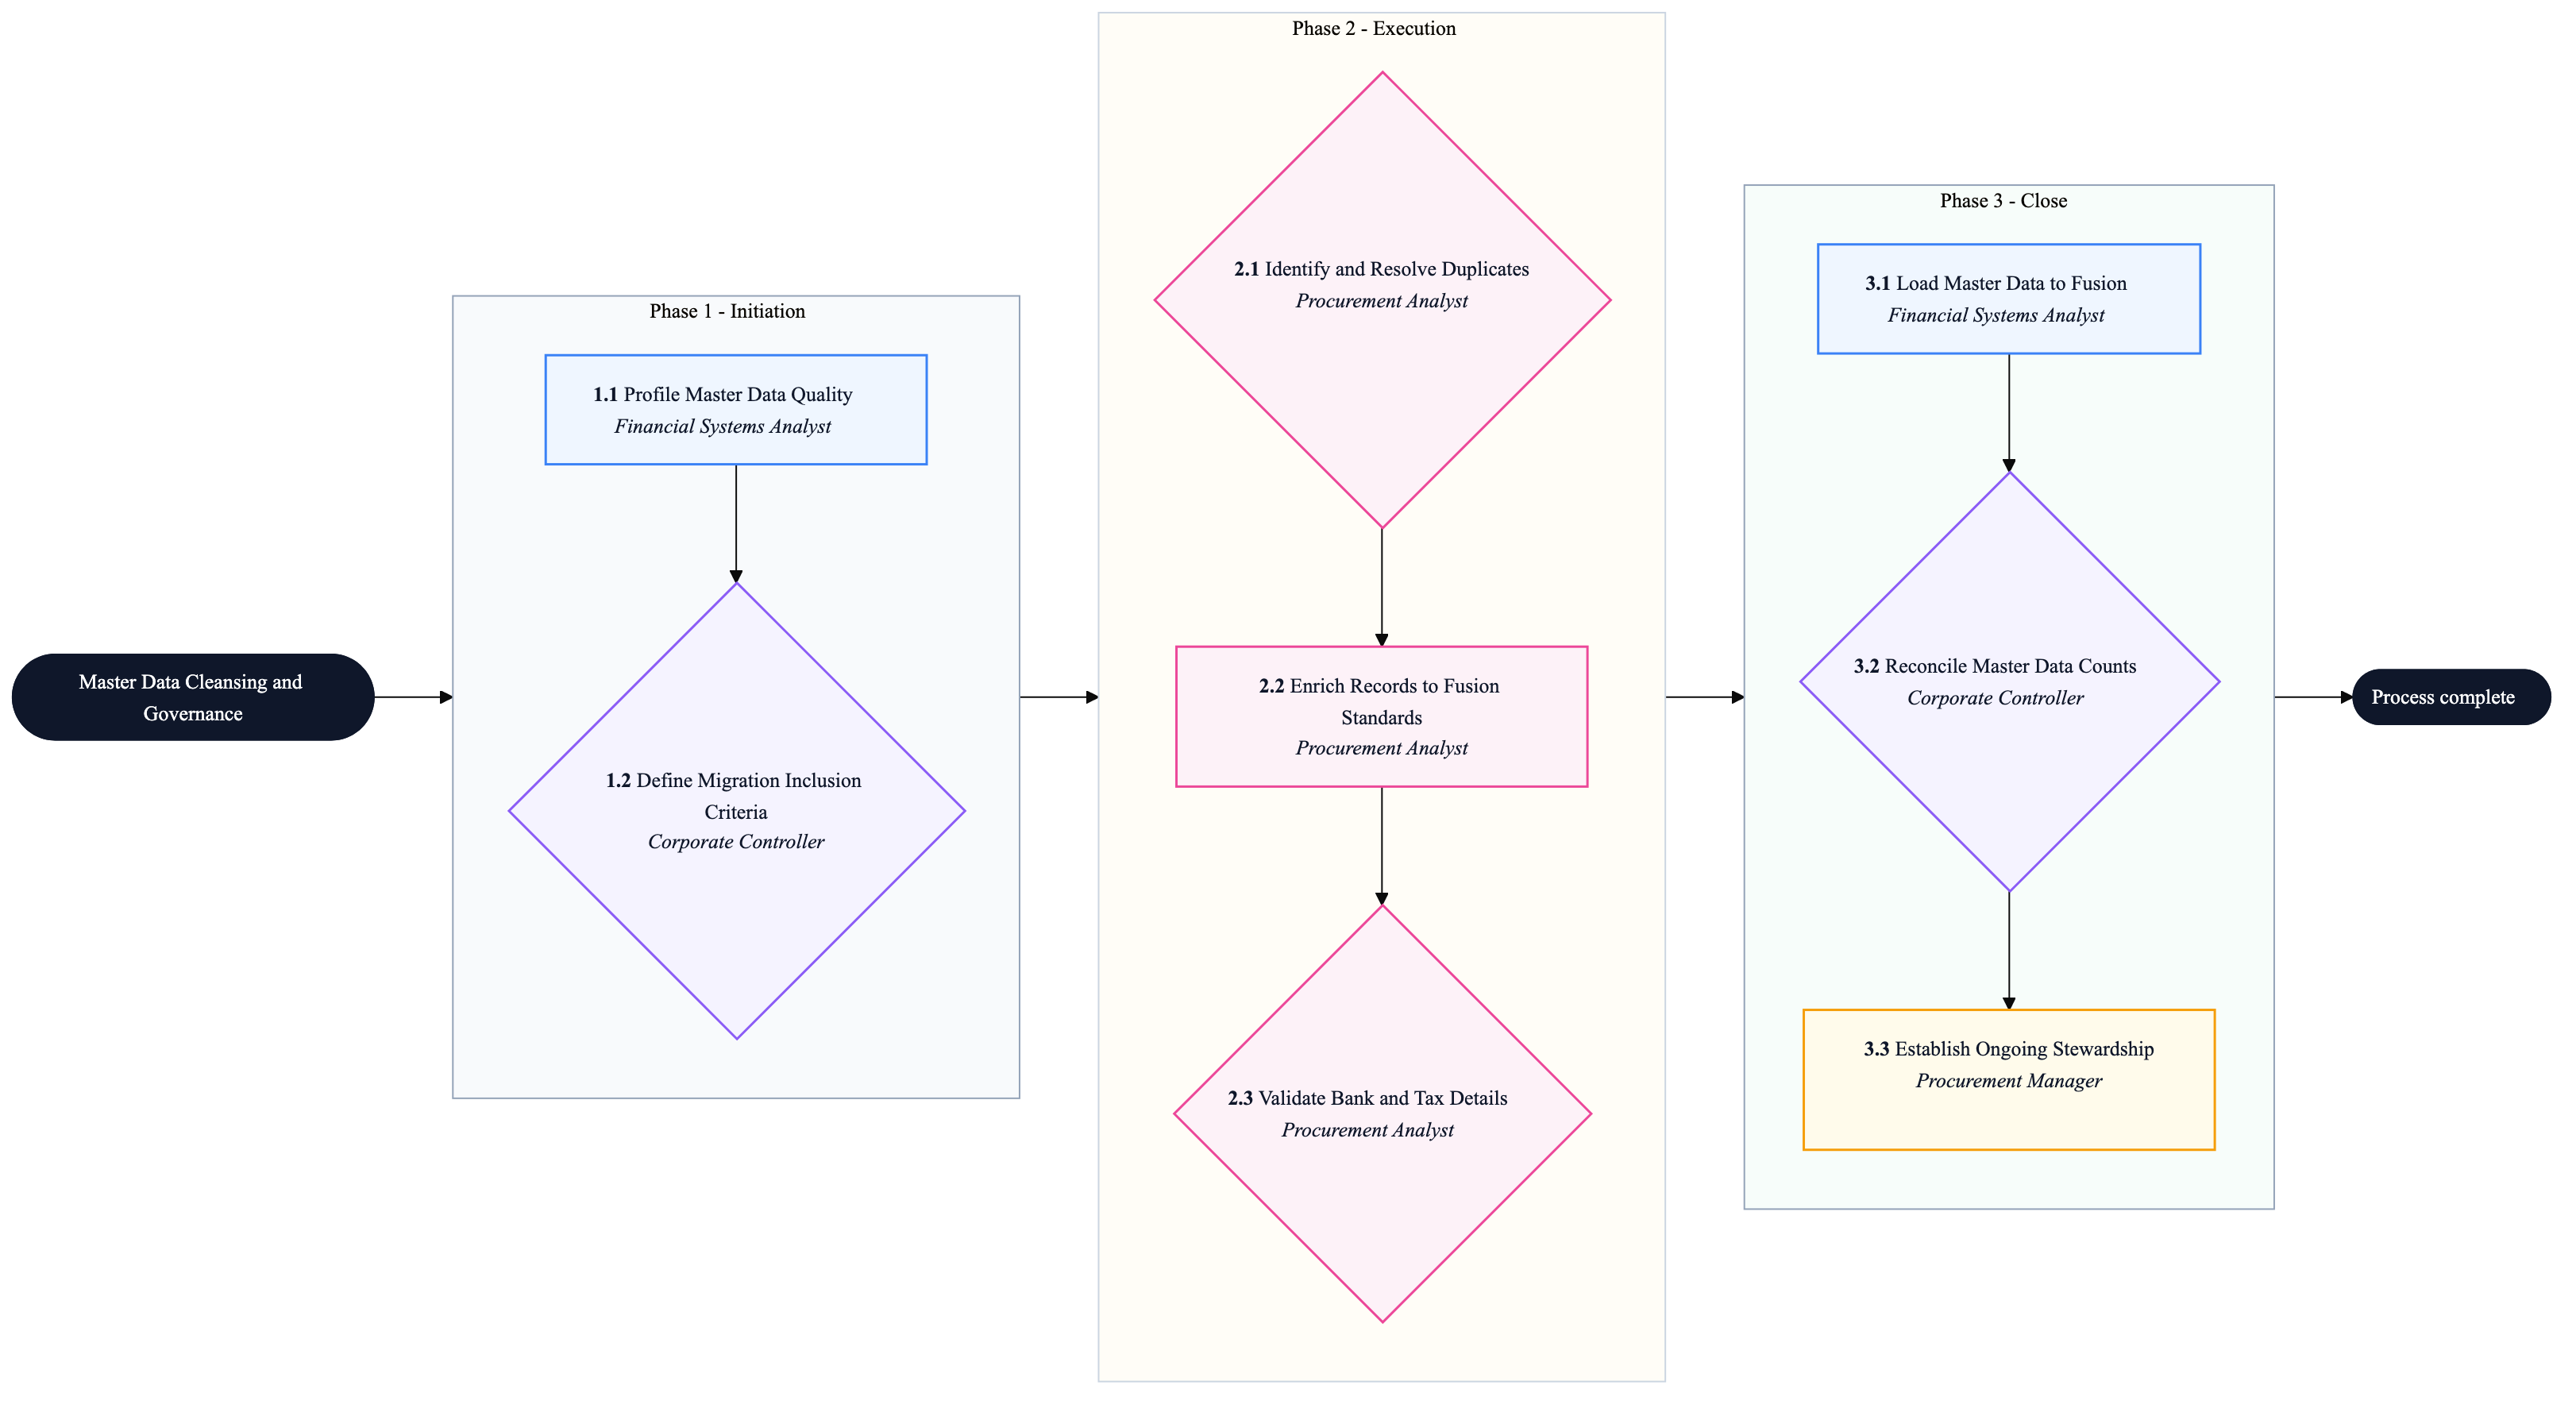 Master Data Cleansing and
Governance
Phase 1 - Initiation
1.1 Profile Master Data Quality
Financial Systems Analyst
1.2 Define Migration Inclusion
Criteria
Corporate Controller
Phase 2 - Execution
2.1 Identify and Resolve Duplicates
Procurement Analyst
2.2 Enrich Records to Fusion
Standards
Procurement Analyst
2.3 Validate Bank and Tax Details
Procurement Analyst
Phase 3 - Close
3.1 Load Master Data to Fusion
Financial Systems Analyst
3.2 Reconcile Master Data Counts
Corporate Controller
3.3 Establish Ongoing Stewardship
Procurement Manager
Process complete